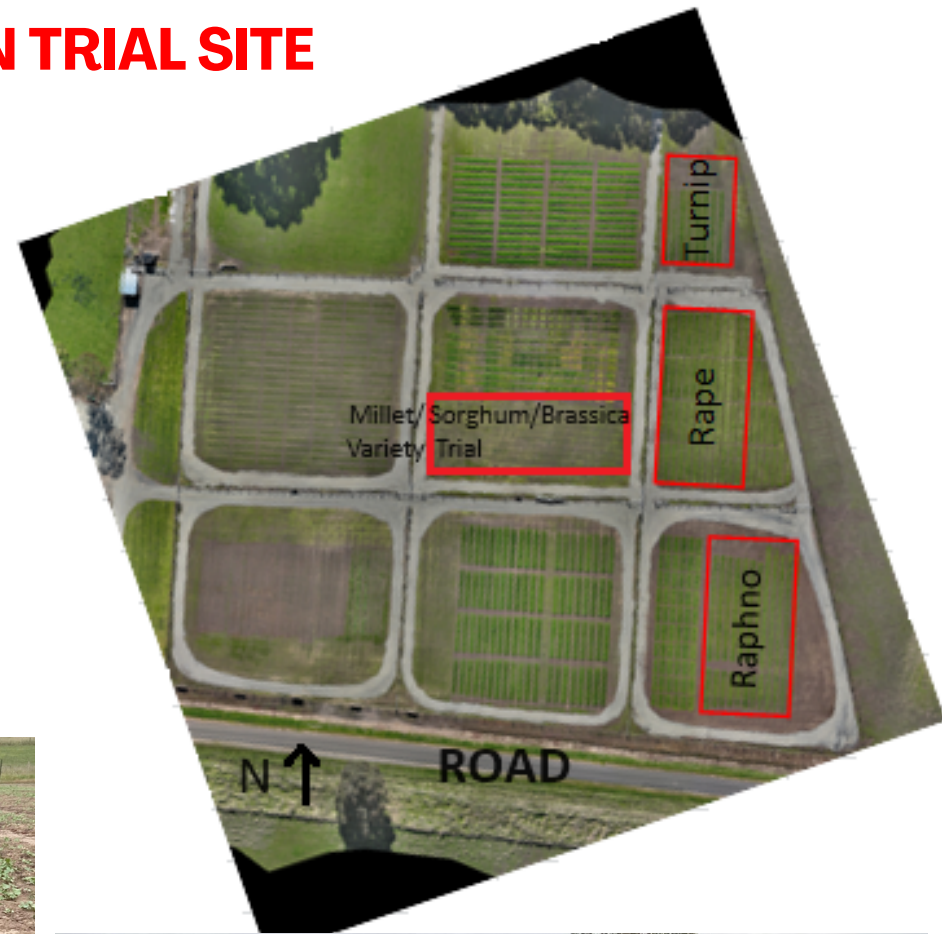 N TRIAL SITE
Turnip
Rape
Millet/ Sorghum/Brassica
Variety Trial
Raphno
N
ROAD